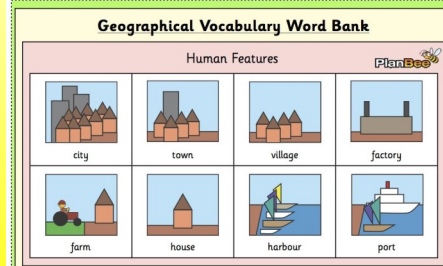 Geographical Vocabulary Word Bank
Human Features
PlanBee
city town village factory
farm house harbour port